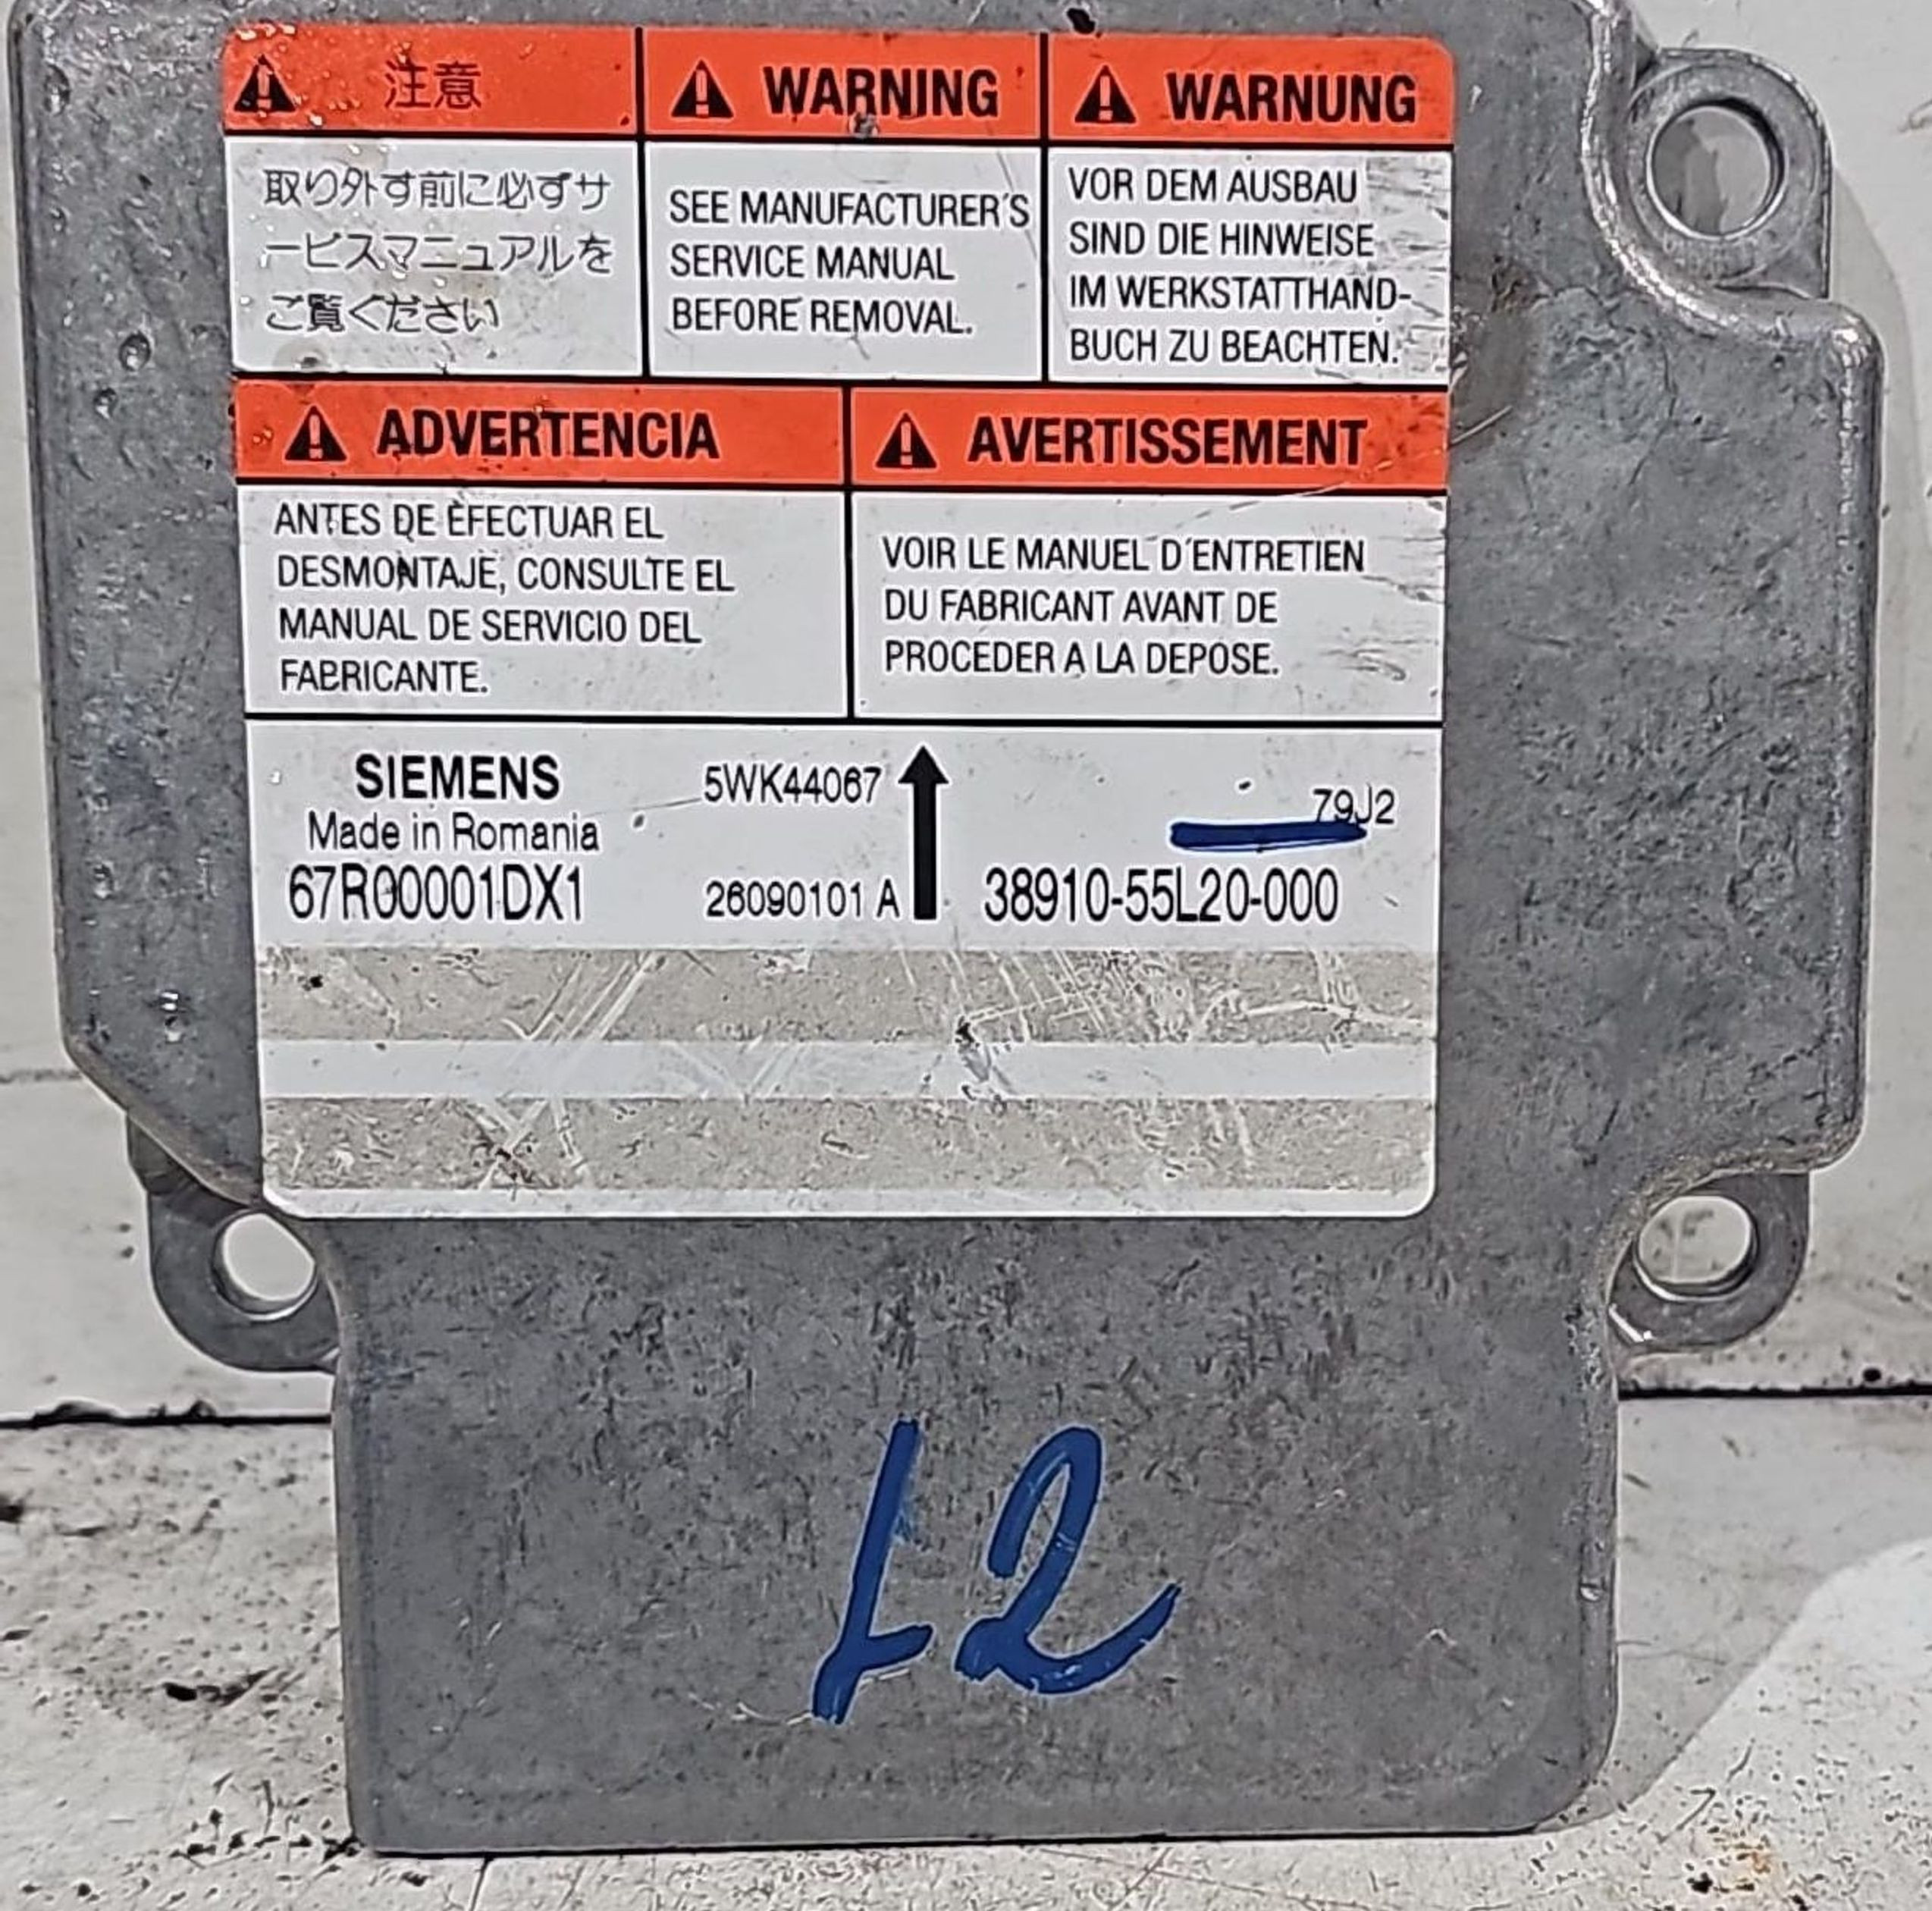 注意
取り外す前に必ずサ
ービスマニュアルを
ご覧ください
WARNING
SEE MANUFACTURER'S
SERVICE MANUAL
BEFORE REMOVAL.
WARNUNG
VOR DEM AUSBAU
SIND DIE HINWEISE
IM WERKSTATTHAND-
BUCH ZU BEACHTEN.
ADVERTENCIA
ANTES DE EFECTUAR EL
DESMONTAJE, CONSULTE EL
MANUAL DE SERVICIO DEL
FABRICANTE.
AVERTISSEMENT
VOIR LE MANUEL D'ENTRETIEN
DU FABRICANT AVANT DE
PROCEDER A LA DEPOSE.
SIEMENS
Made in Romania
67R00001DX1
5WK44067
26090101 A
79J2
38910-55L20-000
12